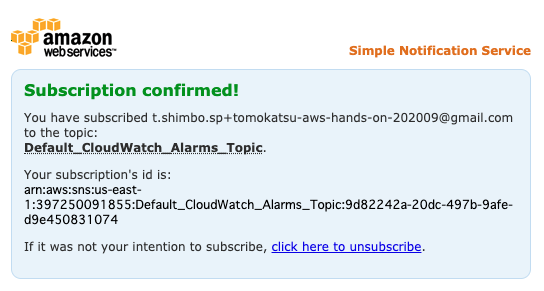 amazon
webservices™
Simple Notification Service
Subscription confirmed!
You have subscribed t.shimbo.sp+tomokatsu-aws-hands-on-202009@gmail.com
to the topic:
Default_CloudWatch_Alarms_Topic.
Your subscription's id is:
arn:aws:sns:us-east-
1:397250091855:Default_CloudWatch_Alarms_Topic:9d82242a-20dc-497b-9afe-
d9e450831074
If it was not your intention to subscribe, click here to unsubscribe.